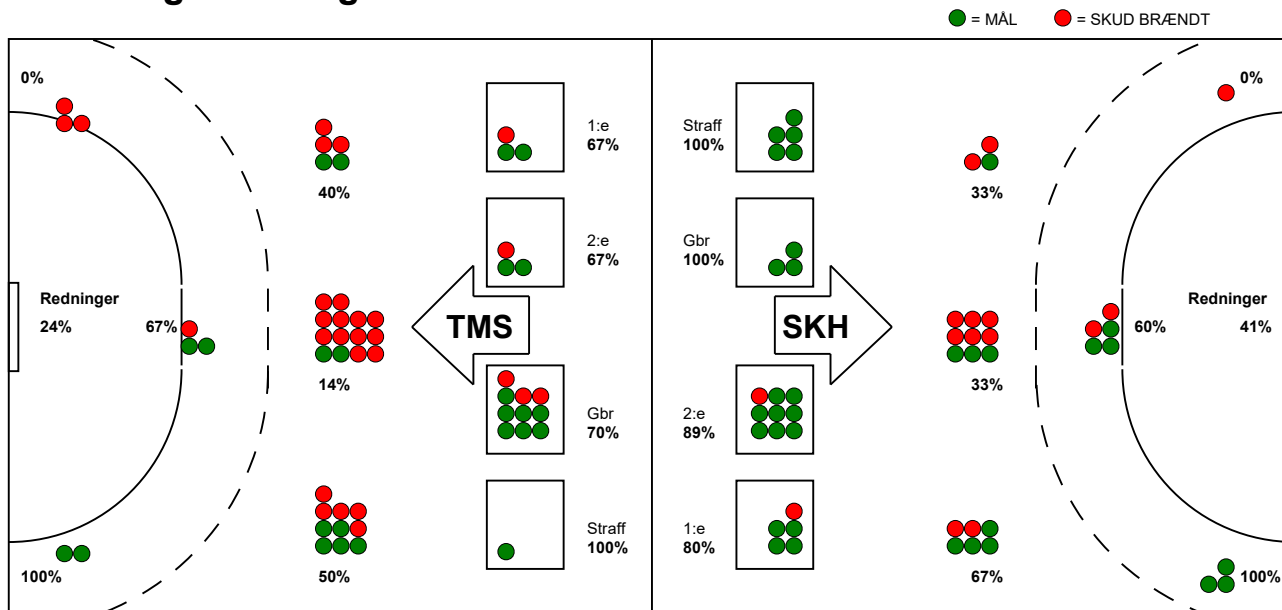 = MÅL = SKUD BRÆNDT
0%
40%
1:e
67%
Straff
100%
33%
0%
2:e
67%
Gbr
100%
Redninger
24%
67%
TMS
SKH
60%
Redninger
41%
14%
33%
Gbr
70%
2:e
89%
100%
50%
Straff
100%
1:e
80%
67%
100%